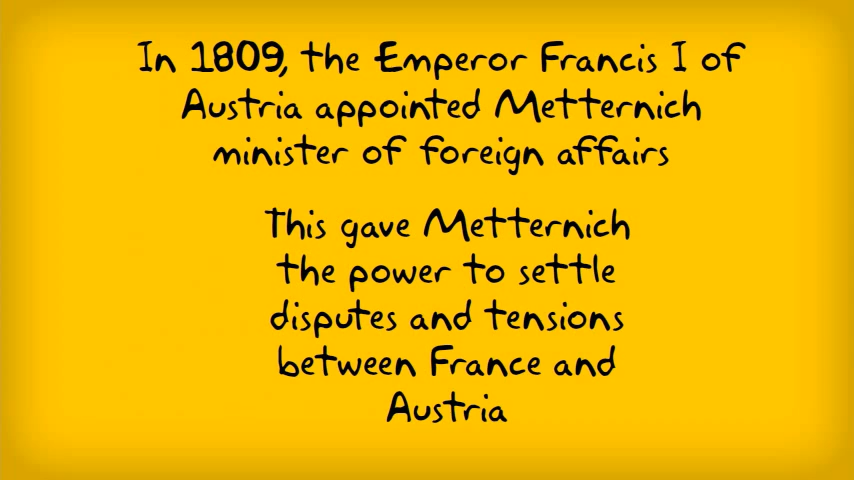 In 1809, the Emperor Francis I of
Austria appointed Metternich
minister of foreign affairs
This gave Metternich
the power to settle
disputes and tensions
between France and
Austria